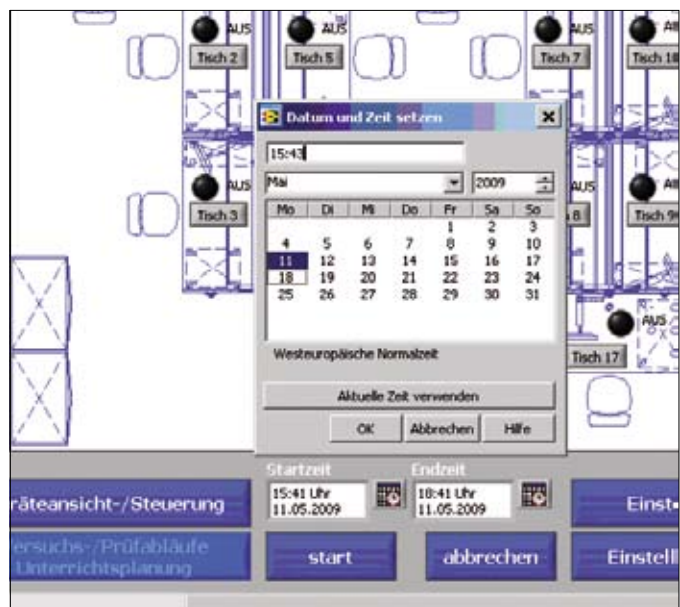 AUS AUS AUS A
Tisch 2 Tisch 5 Tisch 7 Tisch 18
Datum und Zeit setzen
15:43
Mai 2009
AUS AUS A
Tisch 3 8 Tisch 9
Mo Di Mi Do Fr Sa So
1 2 3
4 5 6 7 8 9 10
11 12 13 14 15 16 17
18 19 20 21 22 23 24
25 26 27 28 29 30 31
AUS
Westeuropäische Normalzeit
Tisch 17
Aktuelle Zeit verwenden
OK Abbrechen Hilfe
Startzeit Endzeit
räteansicht-/Steuerung
15:41 Uhr
11.05.2009
18:41 Uhr
11.05.2009
Einst
ersuchs-/Prüfabläufe
Unterrichtsplanung
start abbrechen Einstell